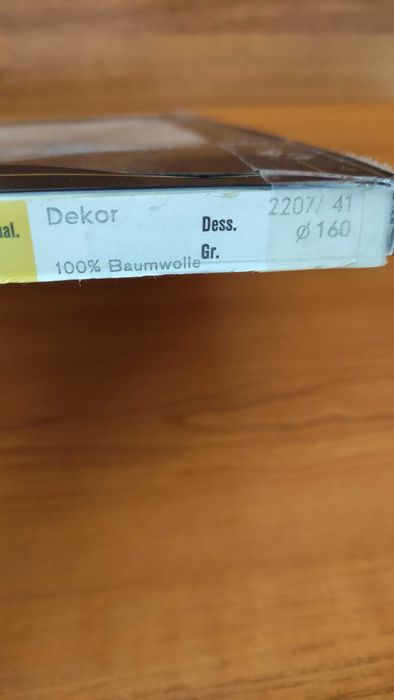 ual. Dekor Dess. 2207/ 41
Gr. Ø 160
100% Baumwolle